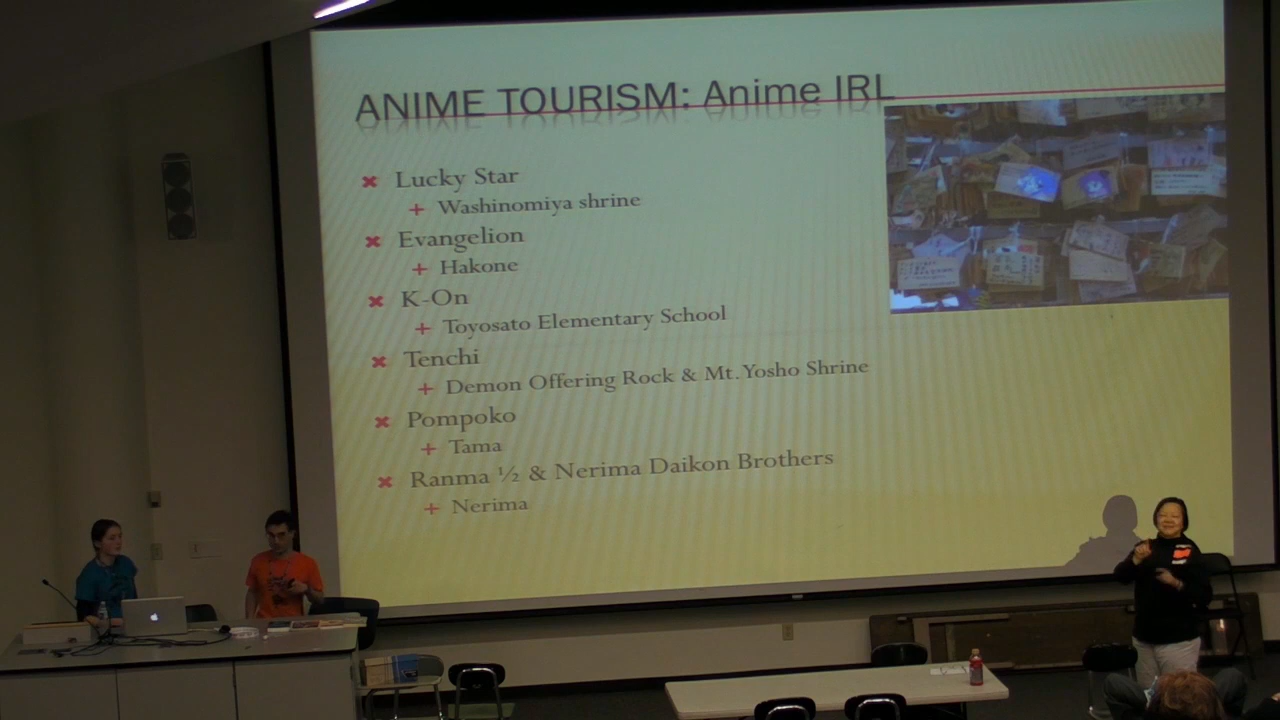 ANIME TOURISM: Anime IRL
Lucky Star
Washinomiya shrine
Evangelion
Hakone
K-On
Toyosato Elementary School
Tenchi
Demon Offering Rock & Mt. Yosho Shrine
Pompoko
Tama
Ranma ½ & Nerima Daikon Brothers
Nerima